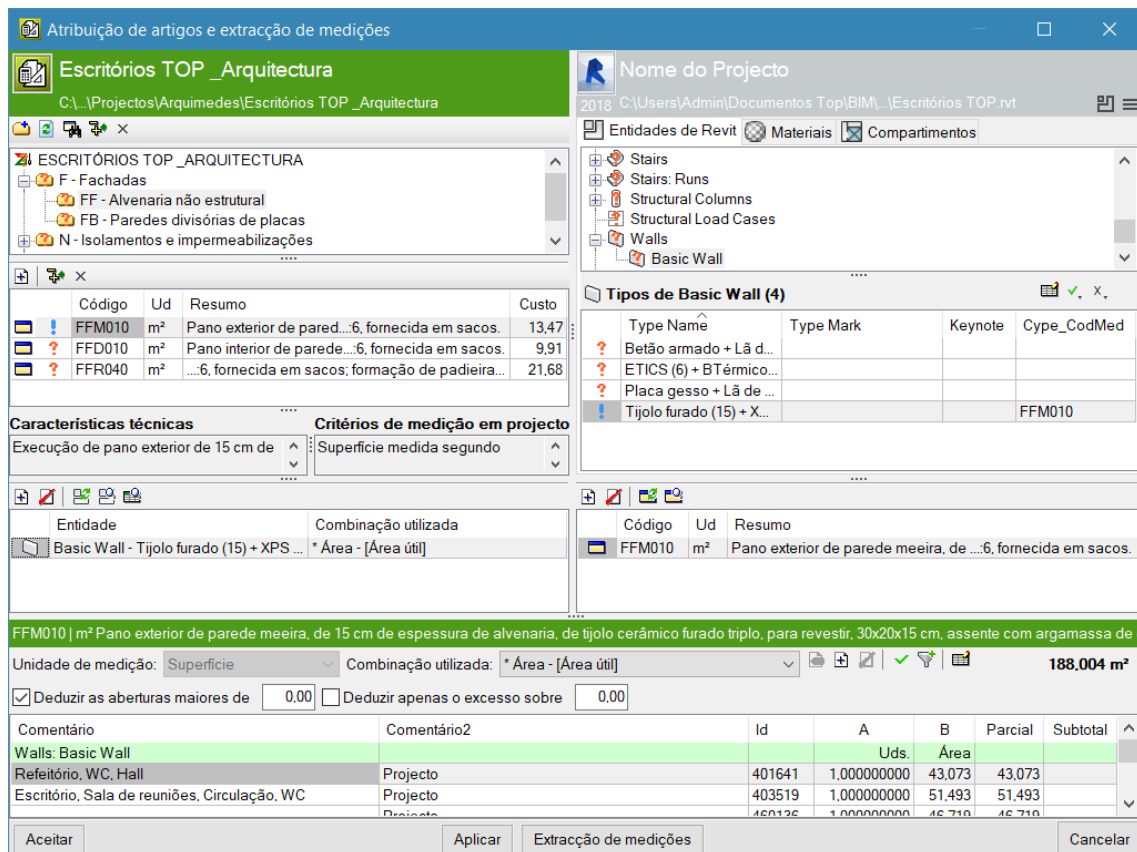 Atribuição de artigos e extracção de medições
Escritórios TOP _Arquitectura
C:\...\Projectos\Arquimedes\Escritórios TOP _Arquitectura
Nome do Projecto
2018 C:\Users\Admin\Documentos Top\BIM\...\Escritórios TOP.rvt
Entidades de Revit Materiais Compartimentos
ESCRITÓRIOS TOP _ARQUITECTURA
F - Fachadas
FF - Alvenaria não estrutural
FB - Paredes divisórias de placas
N - Isolamentos e impermeabilizações
Stairs
Stairs: Runs
Structural Columns
Structural Load Cases
Walls
Basic Wall
Código Ud Resumo Custo
FFM010 m² Pano exterior de pared...:6, fornecida em sacos. 13,47
FFD010 m² Pano interior de parede...:6, fornecida em sacos. 9,91
FFR040 m² ...:6, fornecida em sacos; formação de padieira... 21,68
Tipos de Basic Wall (4)
Type Name Type Mark Keynote Cype_CodMed
Betão armado + Lã d...
ETICS (6) + BTérmico...
Placa gesso + Lã de ...
Tijolo furado (15) + X... FFM010
Características técnicas Critérios de medição em projecto
Execução de pano exterior de 15 cm de Superfície medida segundo
Entidade Combinação utilizada
Basic Wall - Tijolo furado (15) + XPS ... * Área - [Área útil]
Código Ud Resumo
FFM010 m² Pano exterior de parede meeira, de ...:6, fornecida em sacos.
FFM010 | m² Pano exterior de parede meeira, de 15 cm de espessura de alvenaria, de tijolo cerâmico furado triplo, para revestir, 30x20x15 cm, assente com argamassa de
Unidade de medição: Superfície Combinação utilizada: * Área - [Área útil] 188,004 m²
Deduzir as aberturas maiores de 0,00 Deduzir apenas o excesso sobre 0,00
Comentário Comentário2 Id A B Parcial Subtotal
Walls: Basic Wall Uds. Área
Refeitório, WC, Hall Projecto 401641 1,000000000 43,073 43,073
Escritório, Sala de reuniões, Circulação, WC Projecto 403519 1,000000000 51,493 51,493
Projecto 460136 1,000000000 46,719 46,719
Aceitar Aplicar Extracção de medições Cancelar